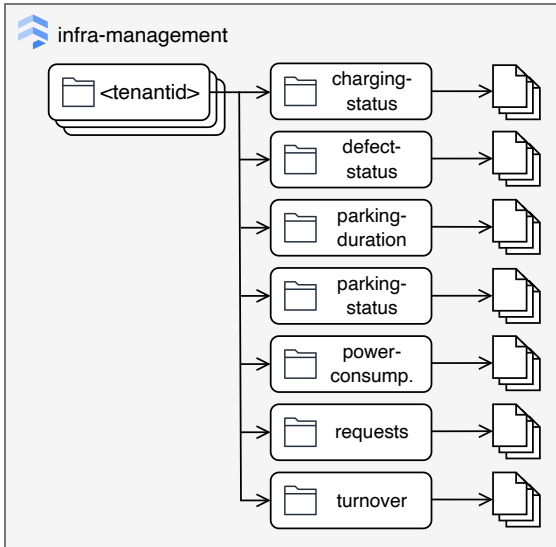 infra-management
<tenantid>
charging-
status
defect-
status
parking-
duration
parking-
status
power-
consump.
requests
turnover